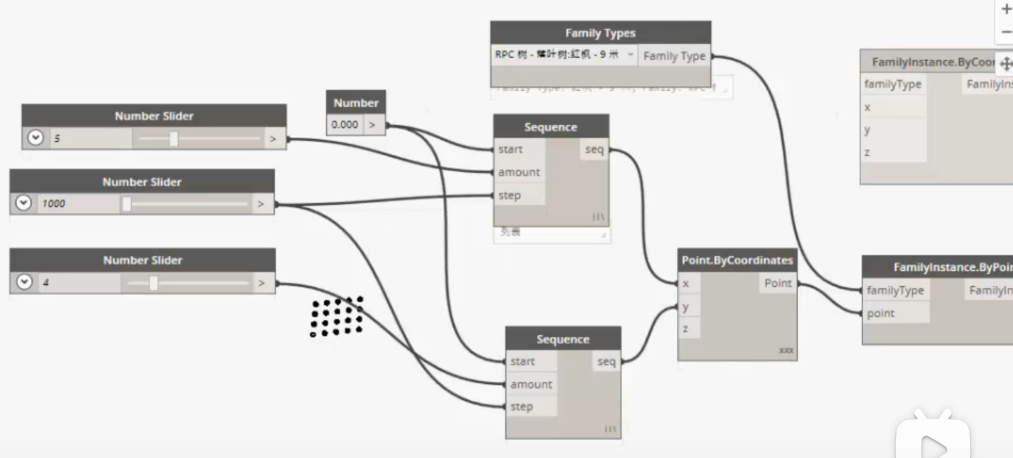 Family Types
RPC 树 - 落叶树:红枫 - 9 米
Family Type
FamilyInstance.ByCoor
familyType
FamilyIns
x
y
z
Number Slider
5
>
Number
0.000
>
Sequence
start
seq
amount
step
列表
Number Slider
1000
>
Number Slider
4
>
Point.ByCoordinates
x
Point
y
z
xxx
FamilyInstance.ByPoin
familyType
FamilyIn
point
Sequence
start
seq
amount
step